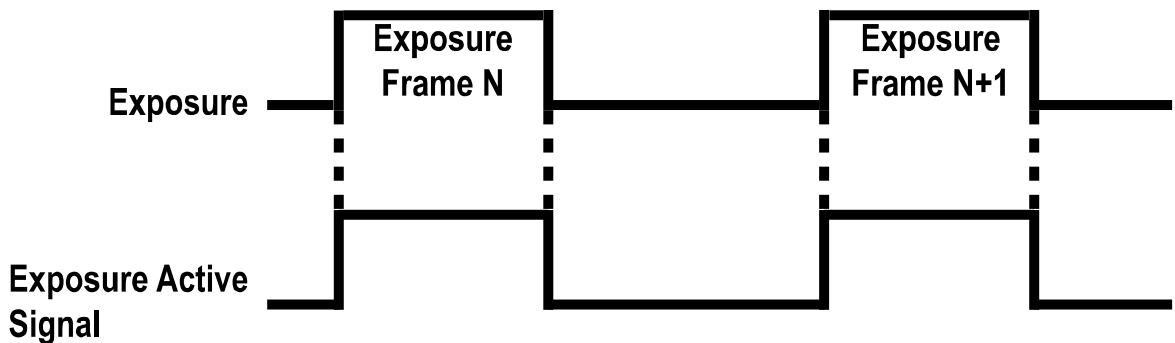 Exposure
Frame N
Exposure
Frame N+1
Exposure
Exposure Active
Signal